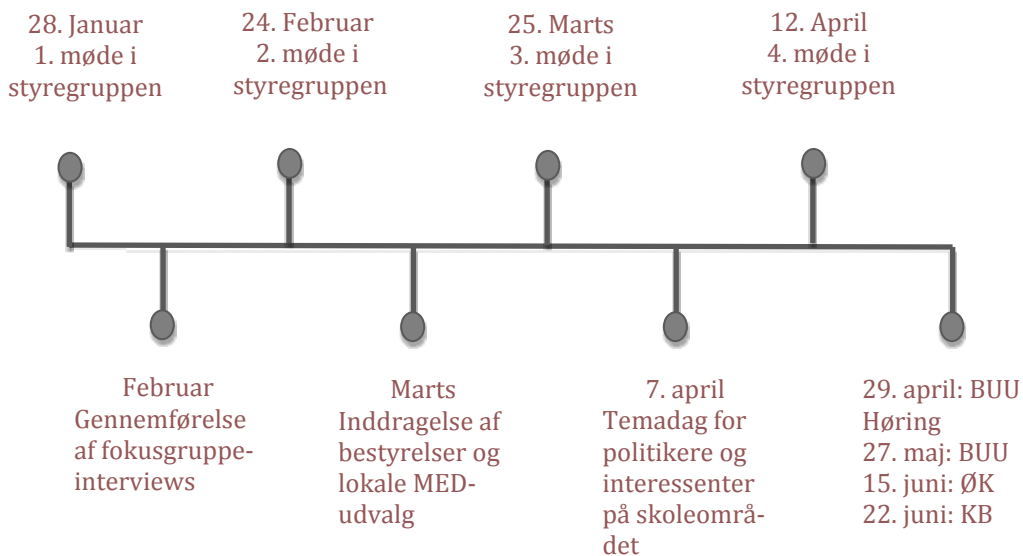 28. Januar
1. møde i
styregruppen
24. Februar
2. møde i
styregruppen
25. Marts
3. møde i
styregruppen
12. April
4. møde i
styregruppen
Februar
Gennemførelse
af fokusgruppe-
interviews
Marts
Inddragelse af
bestyrelser og
lokale MED-
udvalg
7. april
Temadag for
politikere og
interessenter
på skoleområ-
det
29. april: BUU
Høring
27. maj: BUU
15. juni: ØK
22. juni: KB